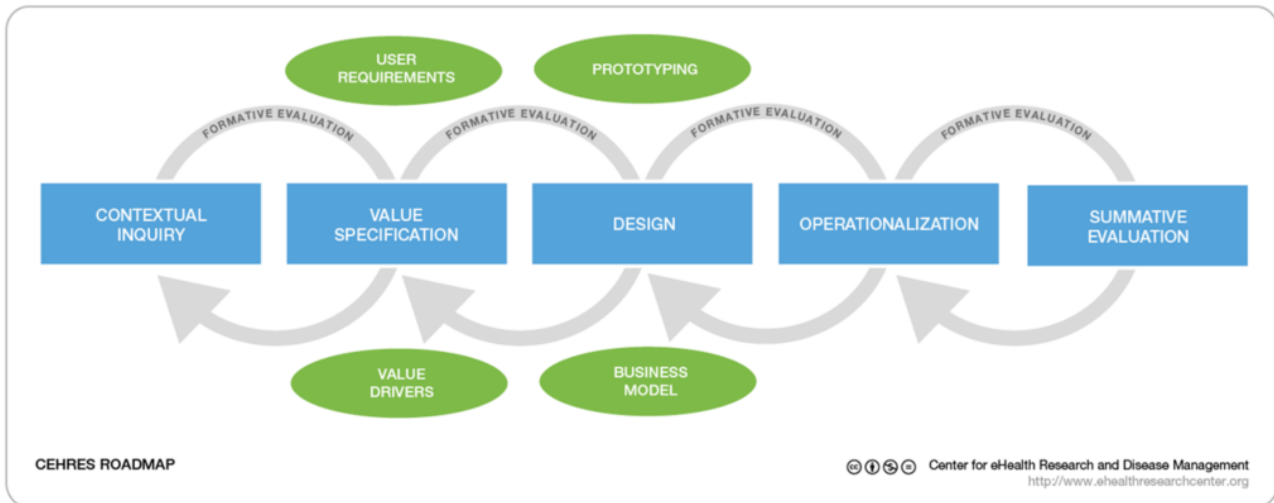 USER
REQUIREMENTS
PROTOTYPING
FORMATIVE EVALUATION
FORMATIVE EVALUATION
FORMATIVE EVALUATION
FORMATIVE EVALUATION
CONTEXTUAL
INQUIRY
VALUE
SPECIFICATION
DESIGN
OPERATIONALIZATION
SUMMATIVE
EVALUATION
VALUE
DRIVERS
BUSINESS
MODEL
CEHRES ROADMAP
cc Center for eHealth Research and Disease Management
http://www.ehealthresearchcenter.org